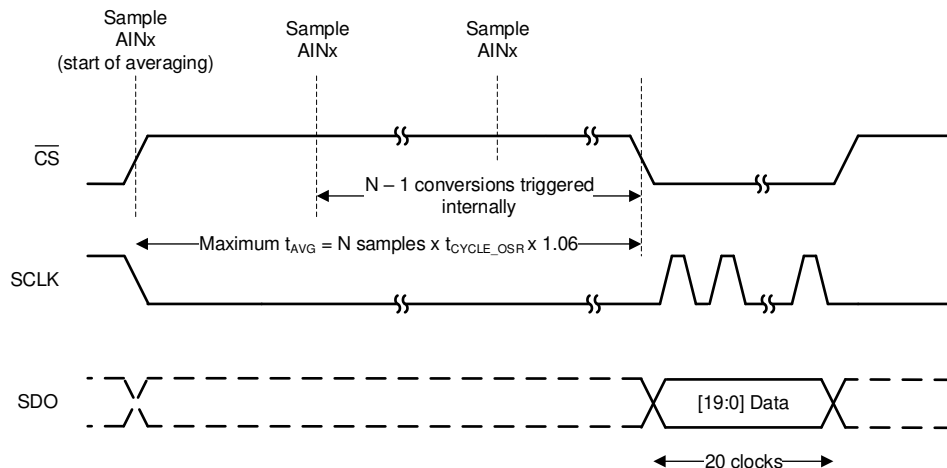 Sample
AINx
(start of averaging)
Sample
AINx
Sample
AINx
CS
N – 1 conversions triggered
internally
Maximum tAVG = N samples x tCYCLE_OSR x 1.06
SCLK
SDO
[19:0] Data
20 clocks